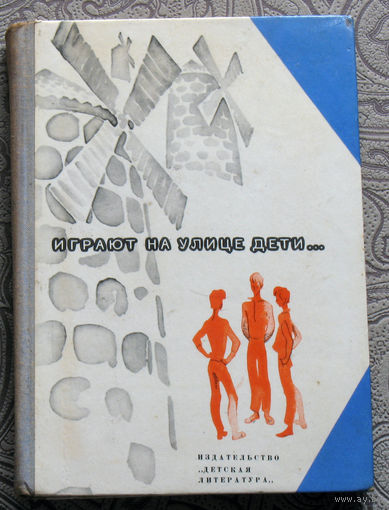 ИГРАЮТ НА УЛИЦЕ ДЕТИ...
ИЗДАТЕЛЬСТВО
„ДЕТСКАЯ
ЛИТЕРАТУРА„